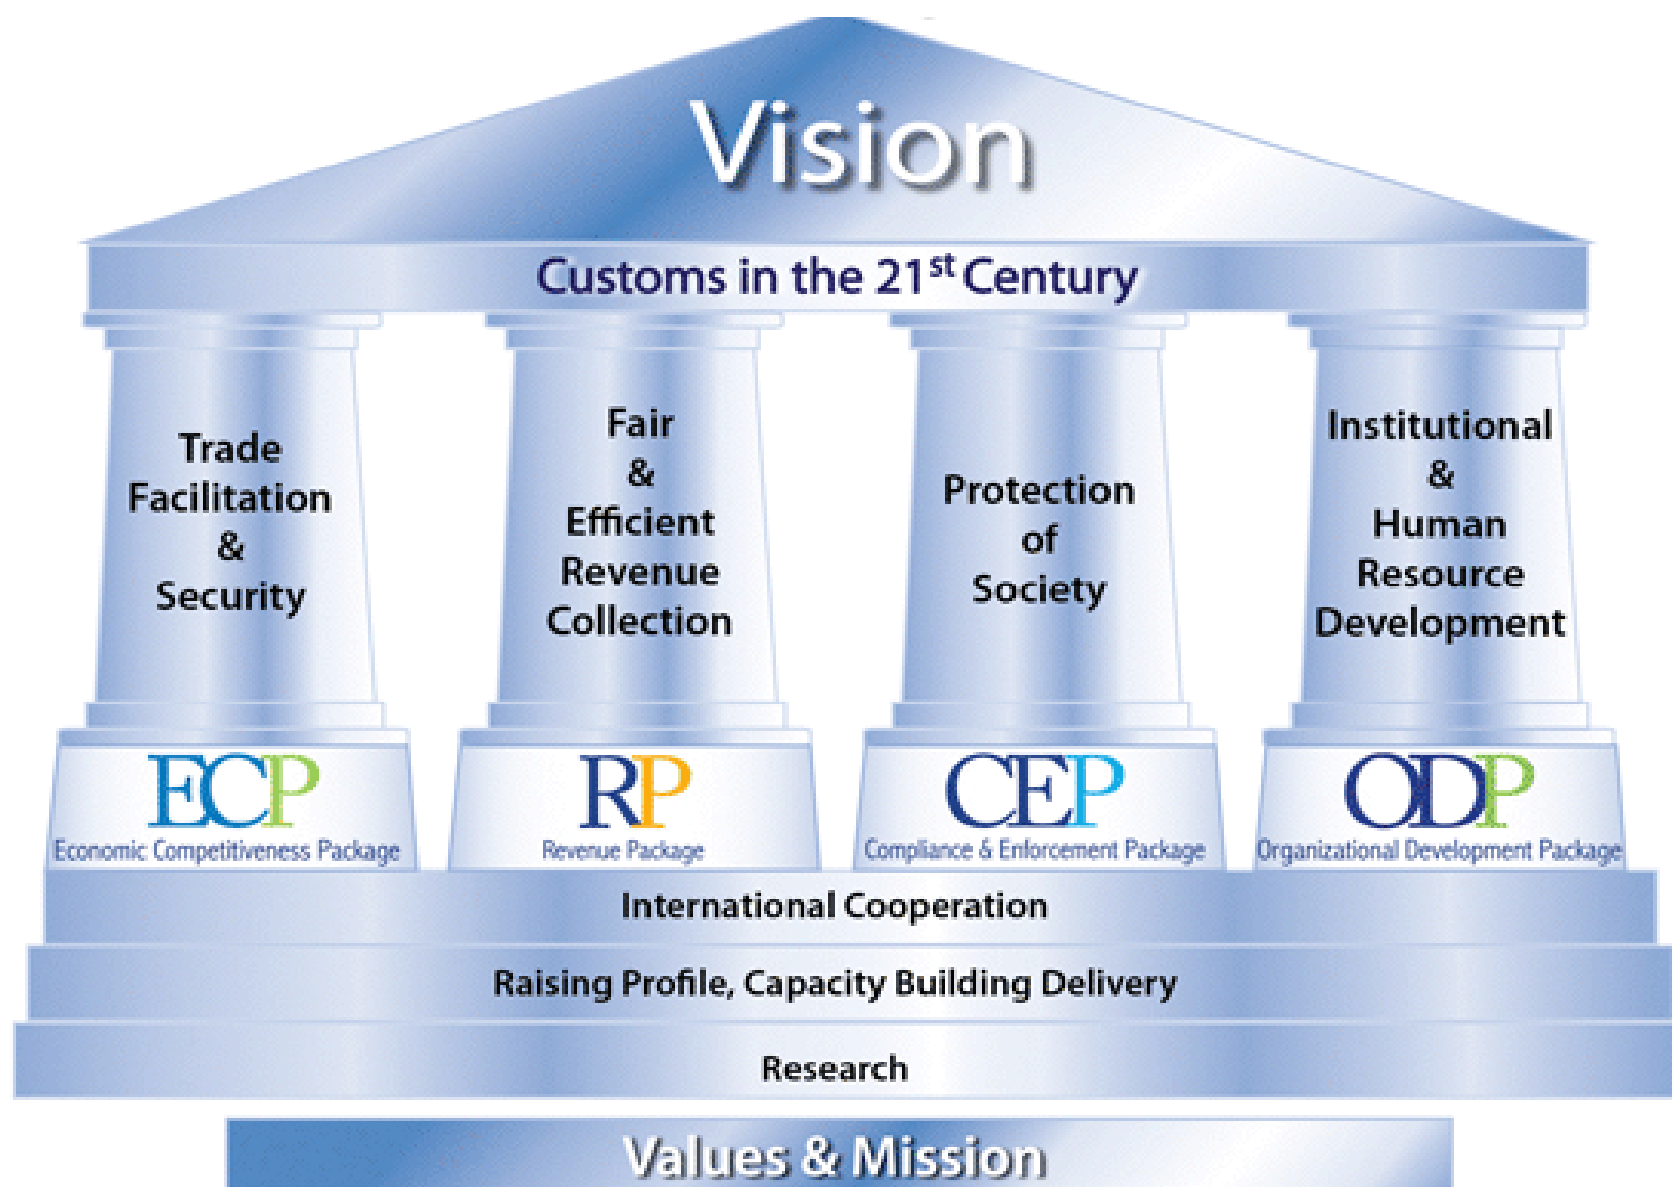 Vision
Customs in the 21st Century
Trade
Facilitation
&
Security
Fair
&
Efficient
Revenue
Collection
Protection
of
Society
Institutional
&
Human
Resource
Development
ECP
Economic Competitiveness Package
RP
Revenue Package
CEP
Compliance & Enforcement Package
ODP
Organizational Development Package
International Cooperation
Raising Profile, Capacity Building Delivery
Research
Values & Mission